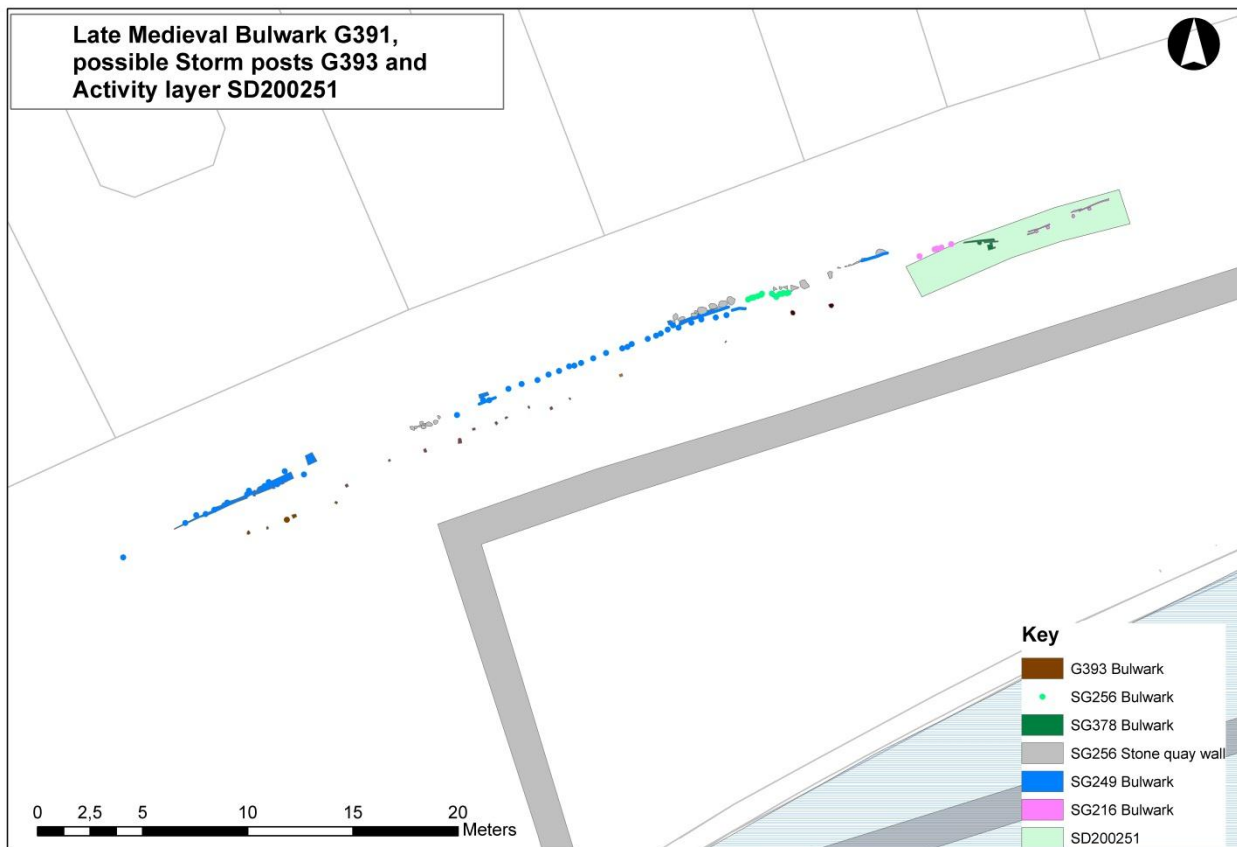 Late Medieval Bulwark G391,
possible Storm posts G393 and
Activity layer SD200251
Key
G393 Bulwark
SG256 Bulwark
SG378 Bulwark
SG256 Stone quay wall
SG249 Bulwark
SG216 Bulwark
SD200251
0 2,5 5 10 15 20
Meters